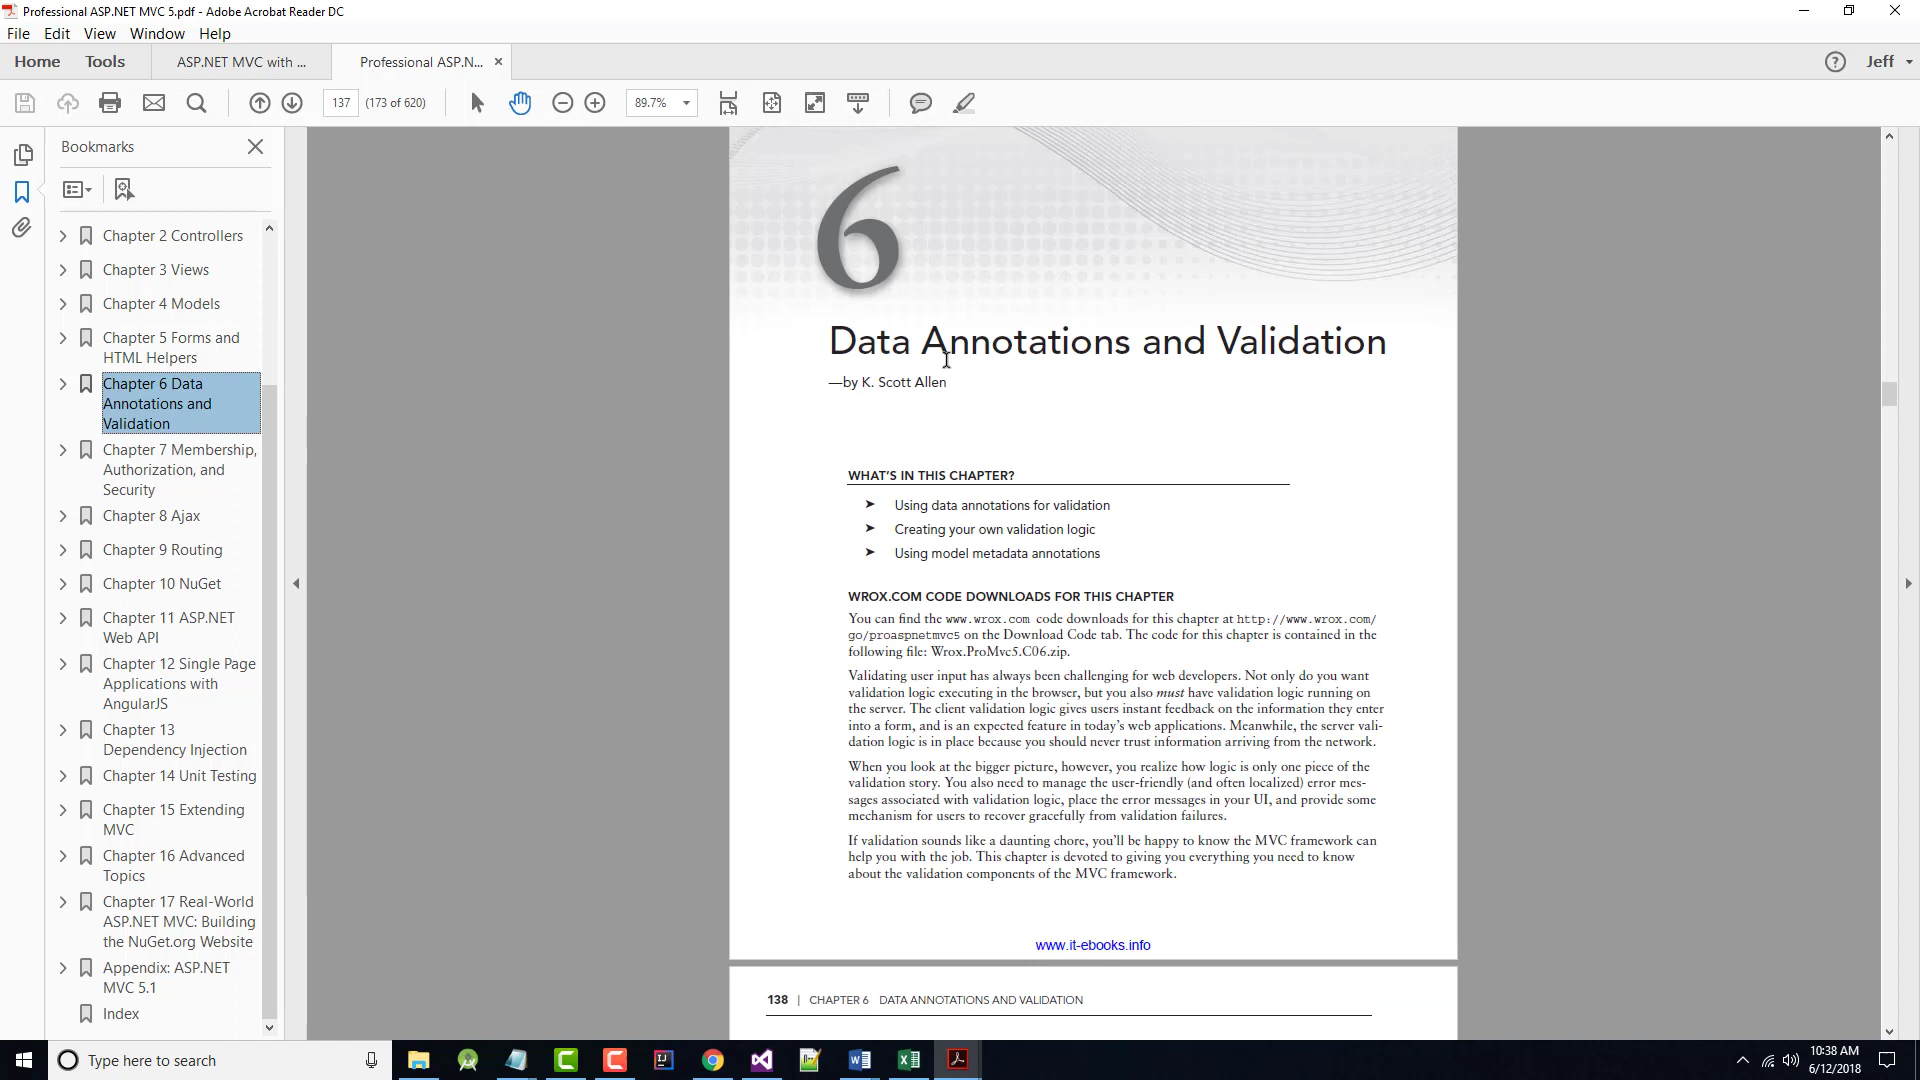 Professional ASP.NET MVC 5.pdf - Adobe Acrobat Reader DC
File Edit View Window Help
Home Tools ASP.NET MVC with ... Professional ASP.N... Jeff
137 (173 of 620) 89.7%
Bookmarks
Chapter 2 Controllers
Chapter 3 Views
Chapter 4 Models
Chapter 5 Forms and
HTML Helpers
Chapter 6 Data
Annotations and
Validation
Chapter 7 Membership,
Authorization, and
Security
Chapter 8 Ajax
Chapter 9 Routing
Chapter 10 NuGet
Chapter 11 ASP.NET
Web API
Chapter 12 Single Page
Applications with
AngularJS
Chapter 13
Dependency Injection
Chapter 14 Unit Testing
Chapter 15 Extending
MVC
Chapter 16 Advanced
Topics
Chapter 17 Real-World
ASP.NET MVC: Building
the NuGet.org Website
Appendix: ASP.NET
MVC 5.1
Index
6
Data Annotations and Validation
—by K. Scott Allen
WHAT'S IN THIS CHAPTER?
➤ Using data annotations for validation
➤ Creating your own validation logic
➤ Using model metadata annotations
WROX.COM CODE DOWNLOADS FOR THIS CHAPTER
You can find the www.wrox.com code downloads for this chapter at http://www.wrox.com/
go/proaspnetmvc5 on the Download Code tab. The code for this chapter is contained in the
following file: Wrox.ProMvc5.C06.zip.
Validating user input has always been challenging for web developers. Not only do you want
validation logic executing in the browser, but you also must have validation logic running on
the server. The client validation logic gives users instant feedback on the information they enter
into a form, and is an expected feature in today's web applications. Meanwhile, the server vali-
dation logic is in place because you should never trust information arriving from the network.
When you look at the bigger picture, however, you realize how logic is only one piece of the
validation story. You also need to manage the user-friendly (and often localized) error mes-
sages associated with validation logic, place the error messages in your UI, and provide some
mechanism for users to recover gracefully from validation failures.
If validation sounds like a daunting chore, you'll be happy to know the MVC framework can
help you with the job. This chapter is devoted to giving you everything you need to know
about the validation components of the MVC framework.
www.it-ebooks.info
138 | CHAPTER 6 DATA ANNOTATIONS AND VALIDATION
Type here to search
10:38 AM
6/12/2018